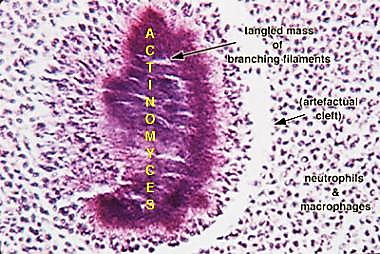 ACTINOMYCES
tangled mass
of
branching filaments
(artefactual
cleft)
neutrophils
&
macrophages